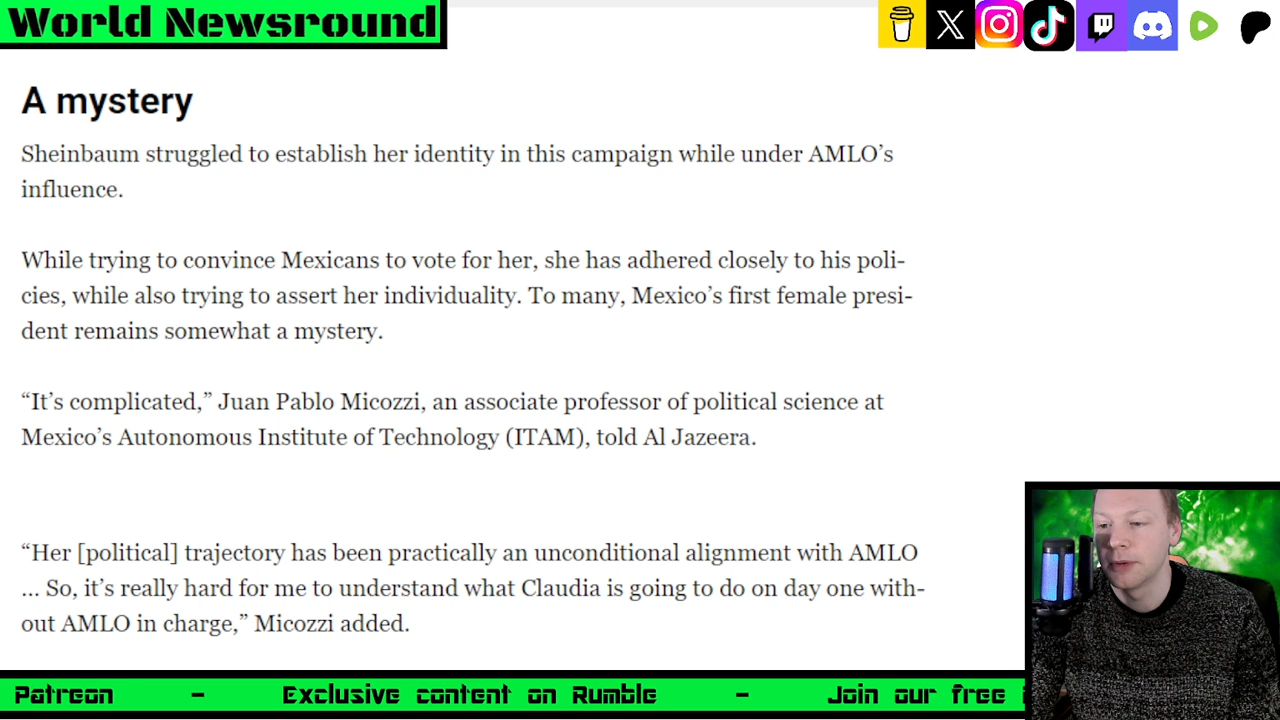 World Newsround
A mystery
Sheinbaum struggled to establish her identity in this campaign while under AMLO’s
influence.
While trying to convince Mexicans to vote for her, she has adhered closely to his poli-
cies, while also trying to assert her individuality. To many, Mexico’s first female presi-
dent remains somewhat a mystery.
“It’s complicated,” Juan Pablo Micozzi, an associate professor of political science at
Mexico’s Autonomous Institute of Technology (ITAM), told Al Jazeera.
“Her [political] trajectory has been practically an unconditional alignment with AMLO
... So, it’s really hard for me to understand what Claudia is going to do on day one with-
out AMLO in charge,” Micozzi added.
Patreon - Exclusive content on Rumble - Join our free